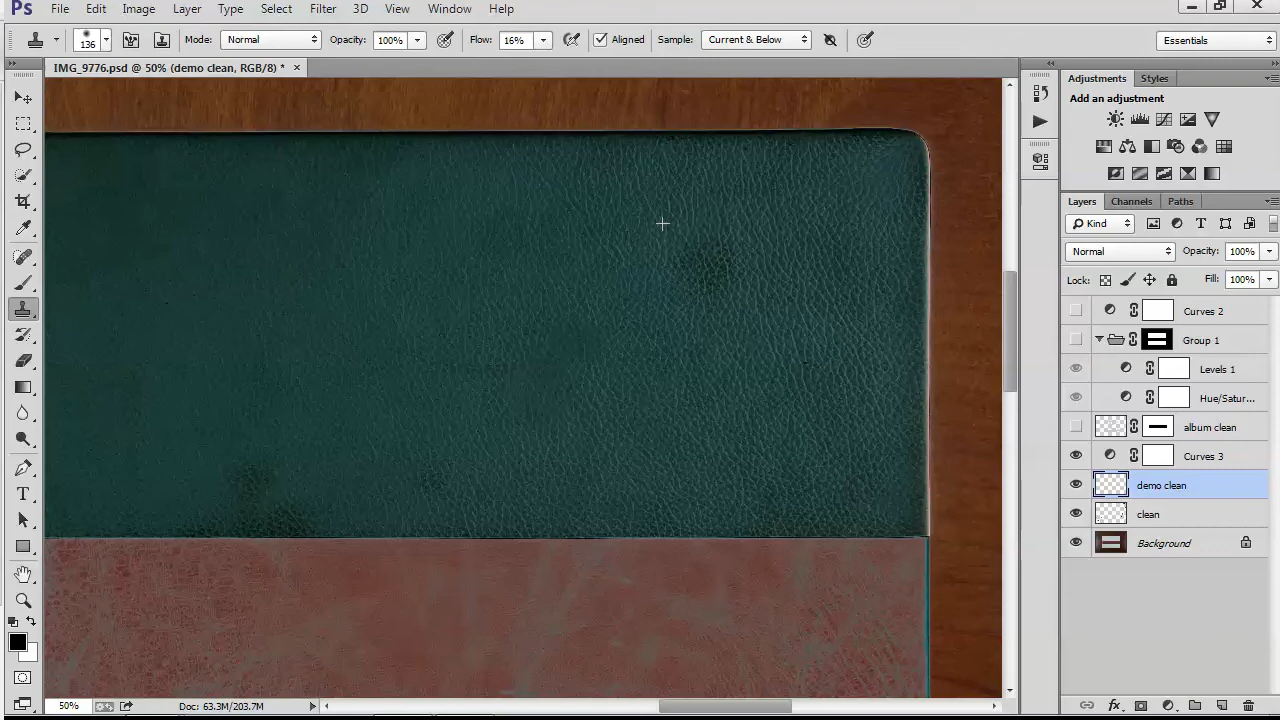 Ps File Edit Image Layer Type Select Filter 3D View Window Help
136 Mode: Normal Opacity: 100% Flow: 16% Aligned Sample: Current & Below Essentials
IMG_9776.psd @ 50% (demo clean, RGB/8) * ×
Adjustments Styles
Add an adjustment
Layers Channels Paths
Kind
Normal Opacity: 100%
Lock: Fill: 100%
Curves 2
Group 1
Levels 1
Hue/Satur...
album clean
Curves 3
demo clean
clean
Background
50% Doc: 63.3M/203.7M